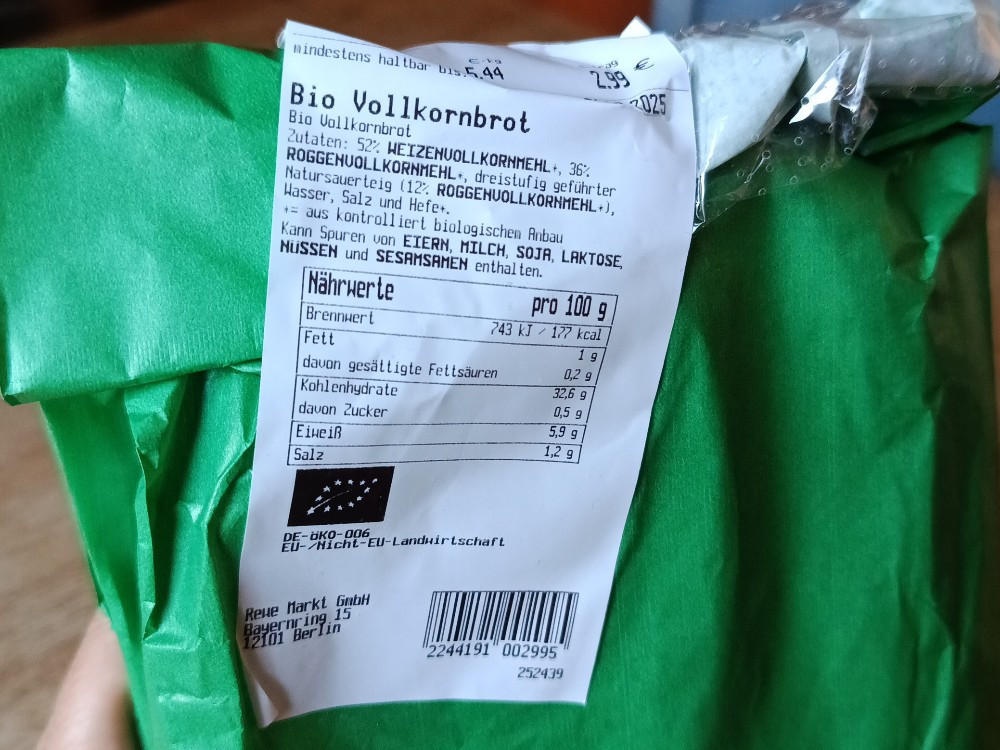 mindestens haltbar bis
5,44
2,99 €
2025
Bio Vollkornbrot
Bio Vollkornbrot
Zutaten: 52% WEIZENVOLLKORNMEHL+, 36%
ROGGENVOLLKORNMEHL+, dreistufig geführter
Natursauerteig (12% ROGGENVOLLKORNMEHL+),
Wasser, Salz und Hefe+.
+= aus kontrolliert biologischem Anbau
Kann Spuren von EIERN, MILCH, SOJA, LAKTOSE,
NÜSSEN und SESAMSAMEN enthalten.
Nährwerte pro 100 g
Brennwert 743 kJ / 177 kcal
Fett 1 g
davon gesättigte Fettsäuren 0,2 g
Kohlenhydrate 32,6 g
davon Zucker 0,5 g
Eiweiß 5,9 g
Salz 1,2 g
DE-ÖKO-006
EU-/Nicht-EU-Landwirtschaft
Rewe Markt GmbH
Bayernring 15
12101 Berlin
2244191 002995
252439